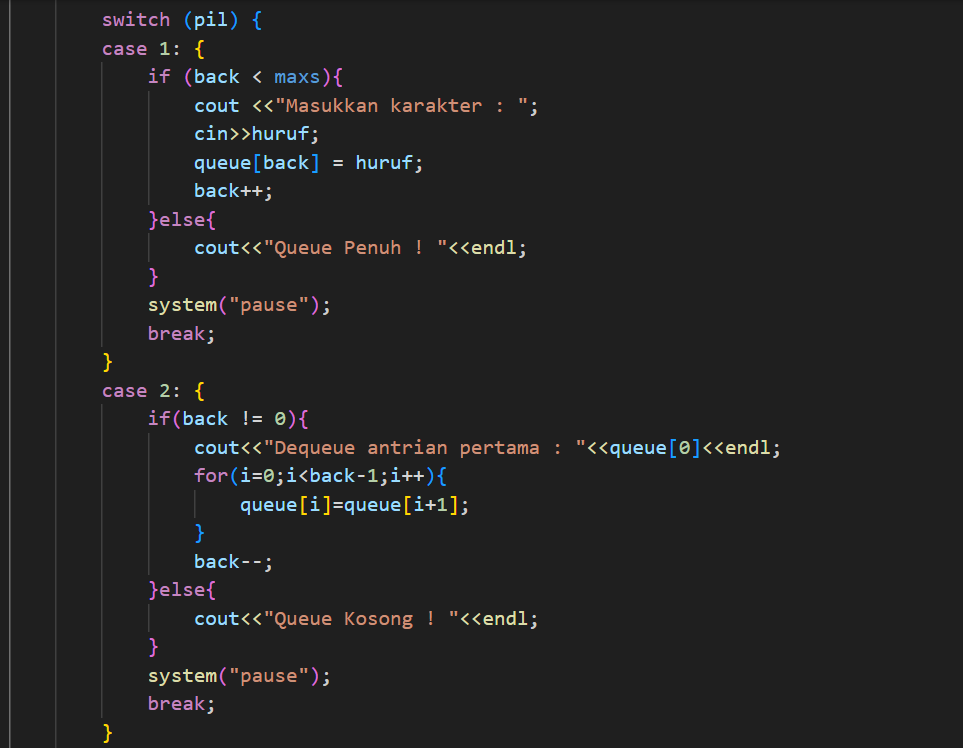 switch (pil) {
case 1: {
if (back < maxs){
cout <<"Masukkan karakter : ";
cin>>huruf;
queue[back] = huruf;
back++;
}else{
cout<<"Queue Penuh ! "<<endl;
}
system("pause");
break;
}
case 2: {
if(back != 0){
cout<<"Dequeue antrian pertama : "<<queue[0]<<endl;
for(i=0;i<back-1;i++){
queue[i]=queue[i+1];
}
back--;
}else{
cout<<"Queue Kosong ! "<<endl;
}
system("pause");
break;
}